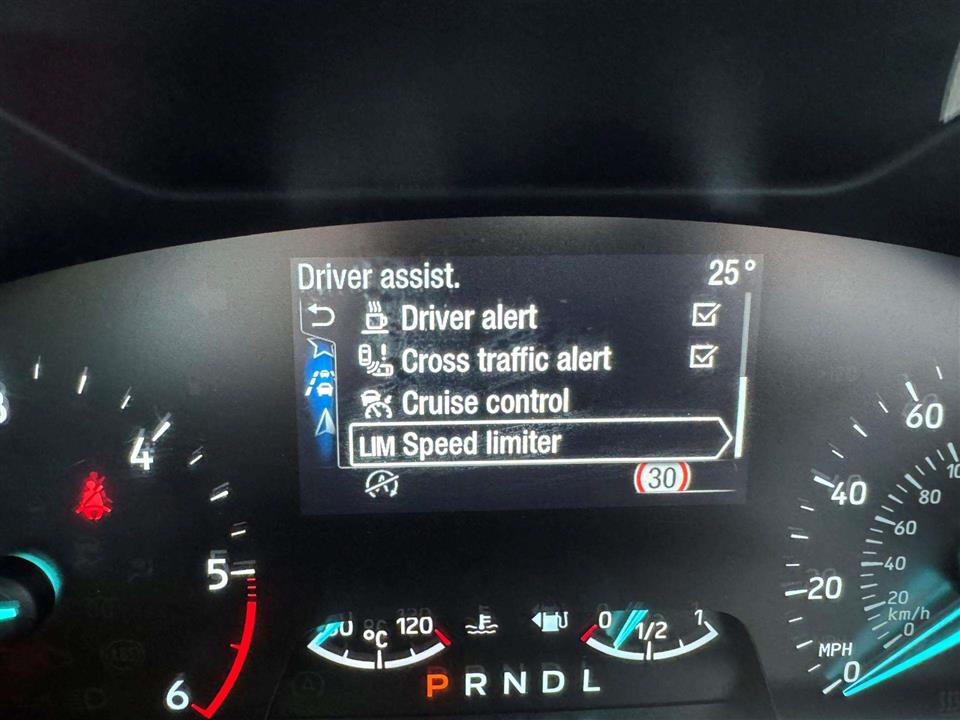 Driver assist. 25°
Driver alert
Cross traffic alert
Cruise control
LIM Speed limiter
30
4
5
6
120
°C
0 1/2 1
P R N D L
60
40
20
0
MPH
80
60
40
20
km/h
0